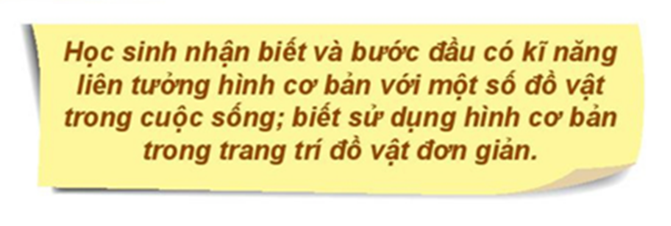 Học sinh nhận biết và bước đầu có kĩ năng
liên tưởng hình cơ bản với một số đồ vật
trong cuộc sống; biết sử dụng hình cơ bản
trong trang trí đồ vật đơn giản.